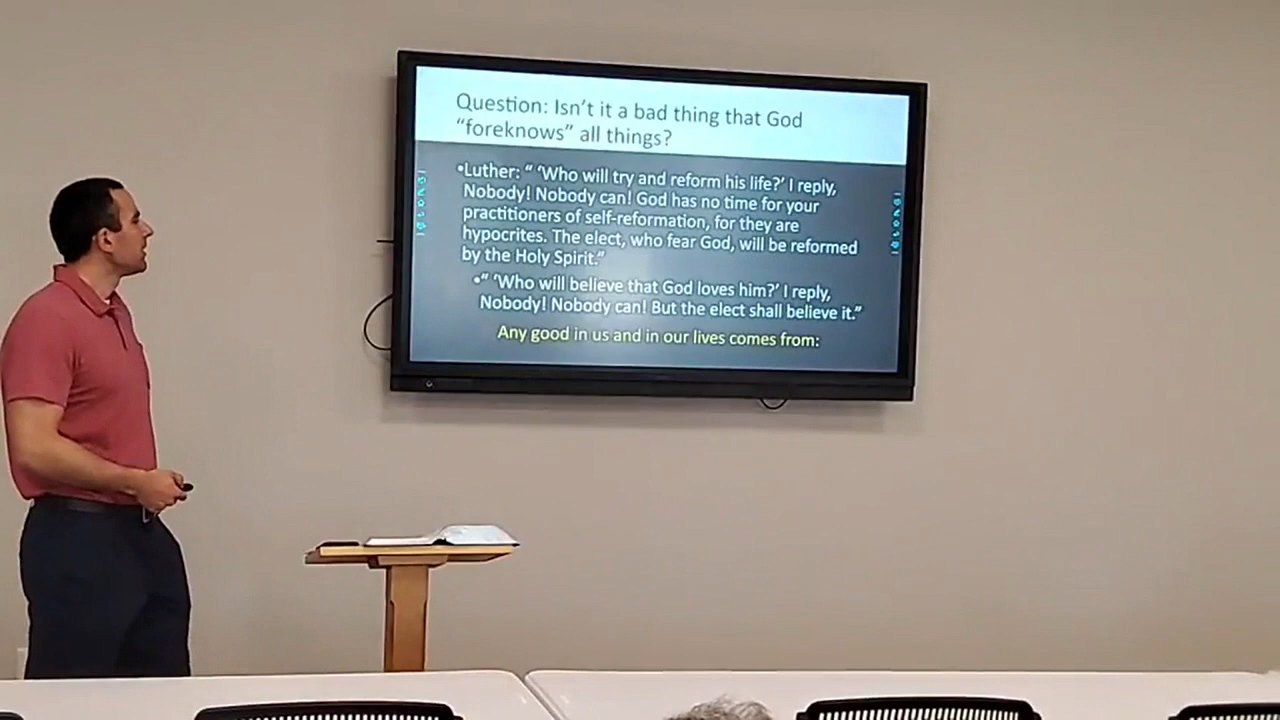 Question: Isn't it a bad thing that God
"foreknows" all things?
•Luther: " 'Who will try and reform his life?' I reply,
Nobody! Nobody can! God has no time for your
practitioners of self-reformation, for they are
hypocrites. The elect, who fear God, will be reformed
by the Holy Spirit."
•" 'Who will believe that God loves him?' I reply,
Nobody! Nobody can! But the elect shall believe it."
Any good in us and in our lives comes from: